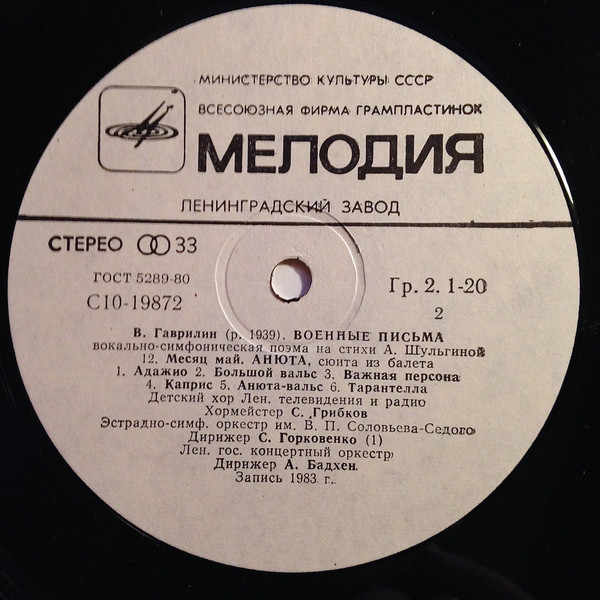 МИНИСТЕРСТВО КУЛЬТУРЫ СССР
ВСЕСОЮЗНАЯ ФИРМА ГРАМПЛАСТИНОК
МЕЛОДИЯ
ЛЕНИНГРАДСКИЙ ЗАВОД
СТЕРЕО 33
ГОСТ 5289-80
С10-19872
Гр. 2. 1-20
2
В. Гаврилин (р. 1939). ВОЕННЫЕ ПИСЬМА
вокально-симфоническая поэма на стихи А. Шульгиной
12. Месяц май. АНЮТА, сюита из балета
1. Адажио 2. Большой вальс 3. Важная персона
4. Каприс 5. Анюта-вальс 6. Тарантелла
Детский хор Лен. телевидения и радио
Хормейстер С. Грибков
Эстрадно-симф. оркестр им. В. П. Соловьева-Седого
Дирижер С. Горковенко (1)
Лен. гос. концертный оркестр
Дирижер А. Бадхен
Запись 1983 г.